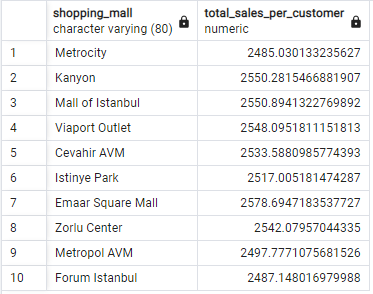 shopping_mall total_sales_per_customer
character varying (80) numeric
1 Metrocity 2485.030133235627
2 Kanyon 2550.2815466881907
3 Mall of Istanbul 2550.8941322769892
4 Viaport Outlet 2548.0951811151813
5 Cevahir AVM 2533.5880985774393
6 Istinye Park 2517.005181474287
7 Emaar Square Mall 2578.6947183537727
8 Zorlu Center 2542.07957044335
9 Metropol AVM 2497.7771075681526
10 Forum Istanbul 2487.148016979988